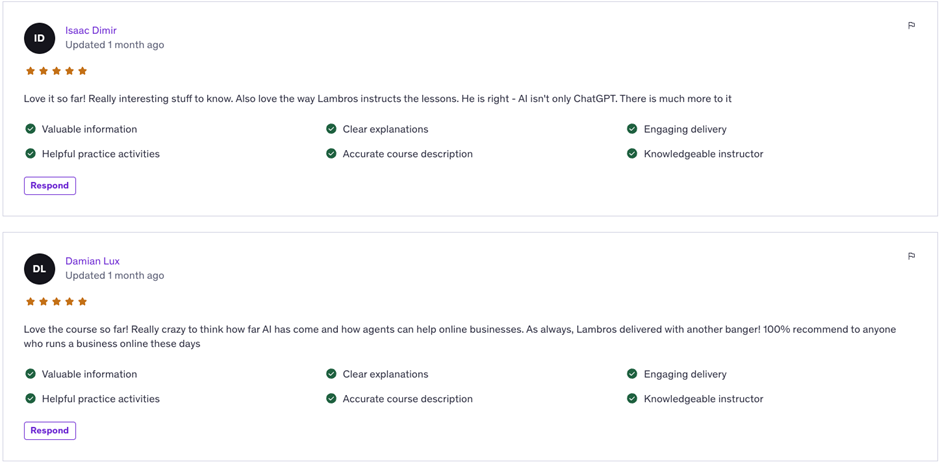 ID
Isaac Dimir
Updated 1 month ago
Love it so far! Really interesting stuff to know. Also love the way Lambros instructs the lessons. He is right - AI isn't only ChatGPT. There is much more to it
Valuable information
Clear explanations
Engaging delivery
Helpful practice activities
Accurate course description
Knowledgeable instructor
Respond
DL
Damian Lux
Updated 1 month ago
Love the course so far! Really crazy to think how far AI has come and how agents can help online businesses. As always, Lambros delivered with another banger! 100% recommend to anyone
who runs a business online these days
Valuable information
Clear explanations
Engaging delivery
Helpful practice activities
Accurate course description
Knowledgeable instructor
Respond